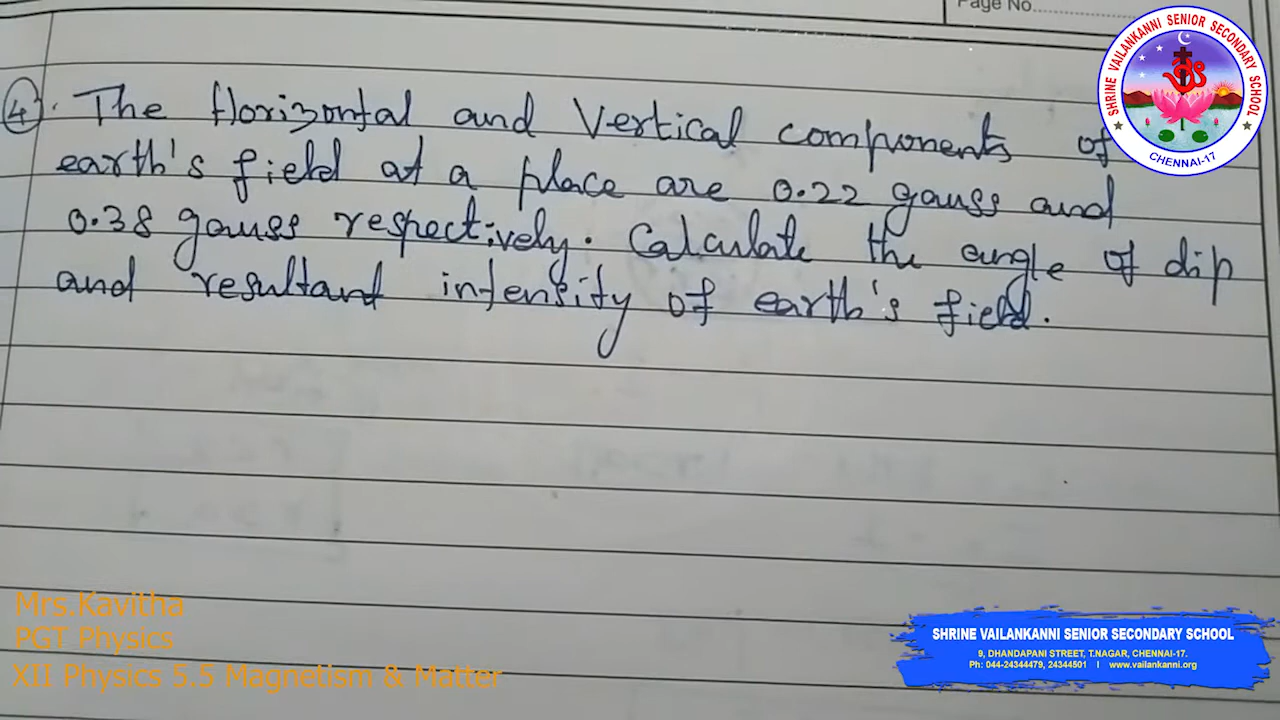 Page No.
SHRINE VAILANKANNI SENIOR SECONDARY SCHOOL
CHENNAI-17
4. The Horizontal and Vertical components of
earth's field at a place are 0.22 gauss and
0.38 gauss respectively. Calculate the angle of dip
and resultant intensity of earth's field.
Mrs.Kavitha
PGT Physics
XII Physics 5.5 Magnetism & Matter
SHRINE VAILANKANNI SENIOR SECONDARY SCHOOL
9, DHANDAPANI STREET, T.NAGAR, CHENNAI-17.
Ph: 044-24344479, 24344501 I www.vailankanni.org